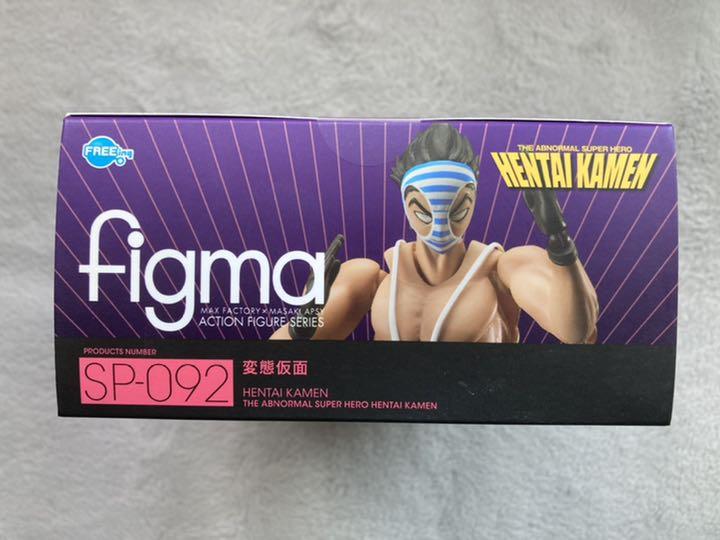 FREEing
THE ABNORMAL SUPER HERO
HENTAI KAMEN
figma
MAX FACTORY×MASAKI APSY
ACTION FIGURE SERIES
PRODUCTS NUMBER
SP-092
変態仮面
HENTAI KAMEN
THE ABNORMAL SUPER HERO HENTAI KAMEN